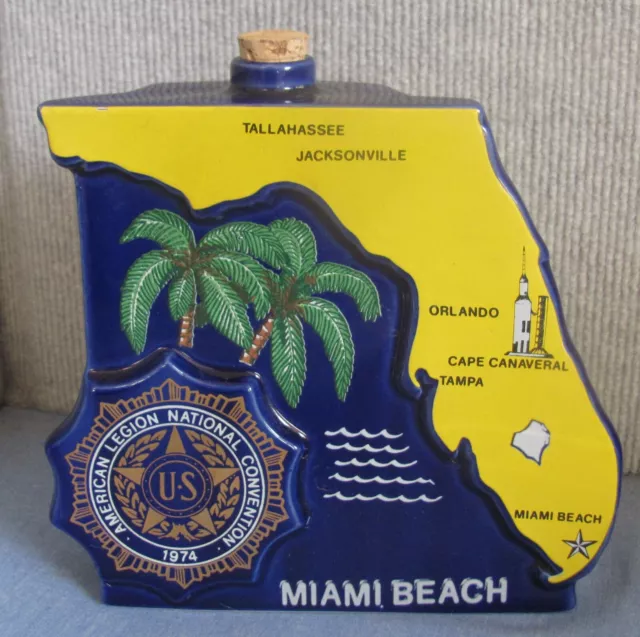 TALLAHASSEE
JACKSONVILLE
ORLANDO
CAPE CANAVERAL
TAMPA
MIAMI BEACH
· AMERICAN LEGION NATIONAL CONVENTION ·
U·S
1974
MIAMI BEACH